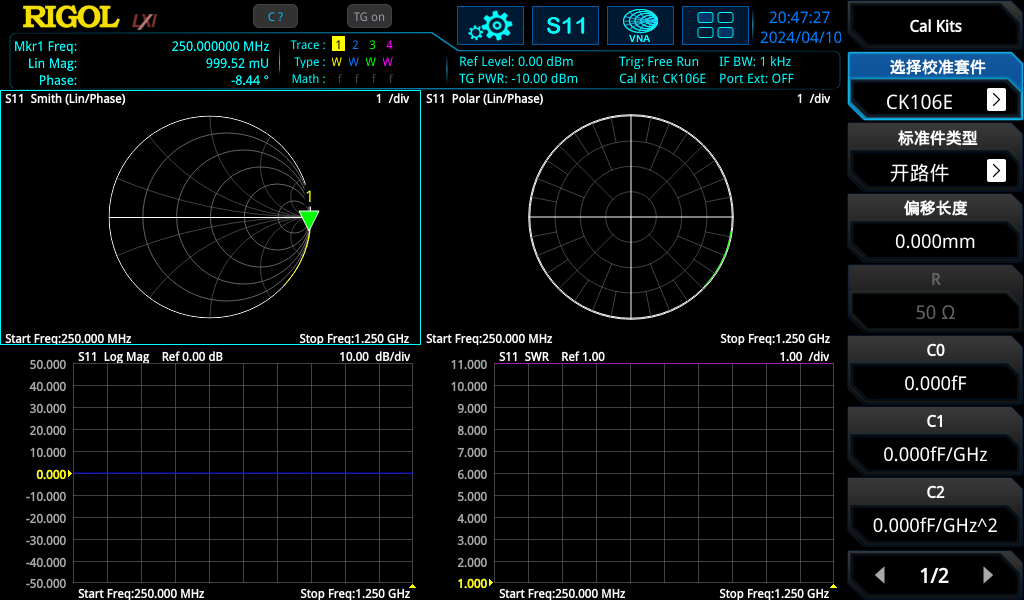 RIGOL LXI
C ?
TG on
S11
VNA
20:47:27
2024/04/10
Mkr1 Freq: 250.000000 MHz
Lin Mag: 999.52 mU
Phase: -8.44 °
Trace : 1 2 3 4
Type : W W W W
Math : f f f f
Ref Level: 0.00 dBm Trig: Free Run IF BW: 1 kHz
TG PWR: -10.00 dBm Cal Kit: CK106E Port Ext: OFF
S11 Smith (Lin/Phase) 1 /div
1
Start Freq:250.000 MHz Stop Freq:1.250 GHz
S11 Polar (Lin/Phase) 1 /div
Start Freq:250.000 MHz Stop Freq:1.250 GHz
S11 Log Mag Ref 0.00 dB 10.00 dB/div
50.000
40.000
30.000
20.000
10.000
0.000
-10.000
-20.000
-30.000
-40.000
-50.000
Start Freq:250.000 MHz Stop Freq:1.250 GHz
S11 SWR Ref 1.00 1.00 /div
11.000
10.000
9.000
8.000
7.000
6.000
5.000
4.000
3.000
2.000
1.000
Start Freq:250.000 MHz Stop Freq:1.250 GHz
Cal Kits
选择校准套件
CK106E
标准件类型
开路件
偏移长度
0.000mm
R
50 Ω
C0
0.000fF
C1
0.000fF/GHz
C2
0.000fF/GHz^2
1/2